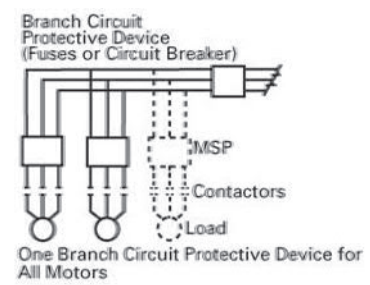 Branch Circuit
Protective Device
(Fuses or Circuit Breaker)
MSP
Contactors
Load
One Branch Circuit Protective Device for
All Motors